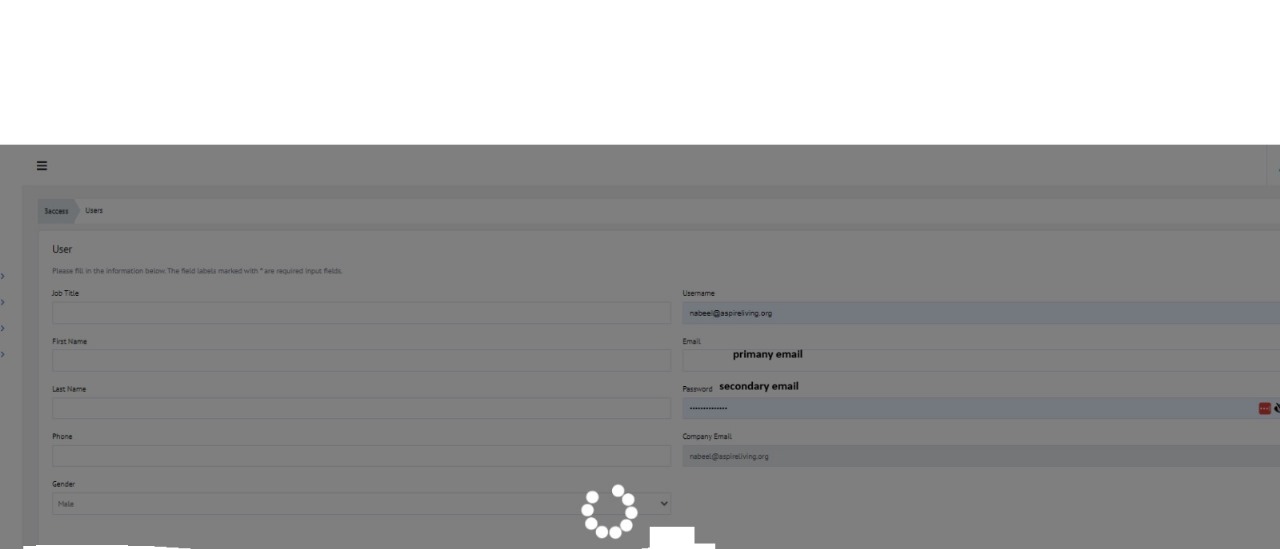 Success Users
User
Please fill in the information below. The field labels marked with * are required input fields.
Job Title
Username
nabeel@aspireliving.org
First Name
Email
primany email
Last Name
Password secondary email
••••••••••••••
Phone
Company Email
nabeel@aspireliving.org
Gender
Male